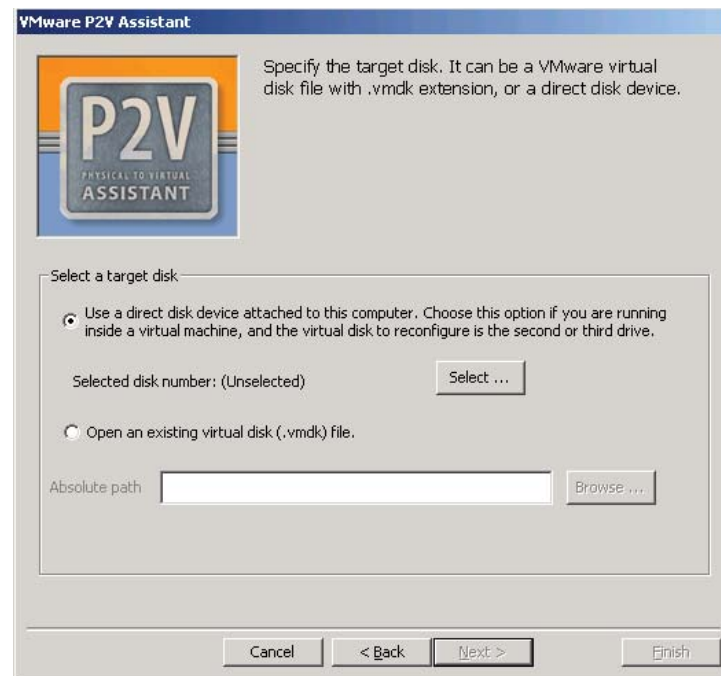 VMware P2V Assistant
Specify the target disk. It can be a VMware virtual
disk file with .vmdk extension, or a direct disk device.
P2V
PHYSICAL TO VIRTUAL
ASSISTANT
Select a target disk
Use a direct disk device attached to this computer. Choose this option if you are running
inside a virtual machine, and the virtual disk to reconfigure is the second or third drive.
Selected disk number: (Unselected)
Select ...
Open an existing virtual disk (.vmdk) file.
Absolute path
Browse ...
Cancel
< Back
Next >
Finish